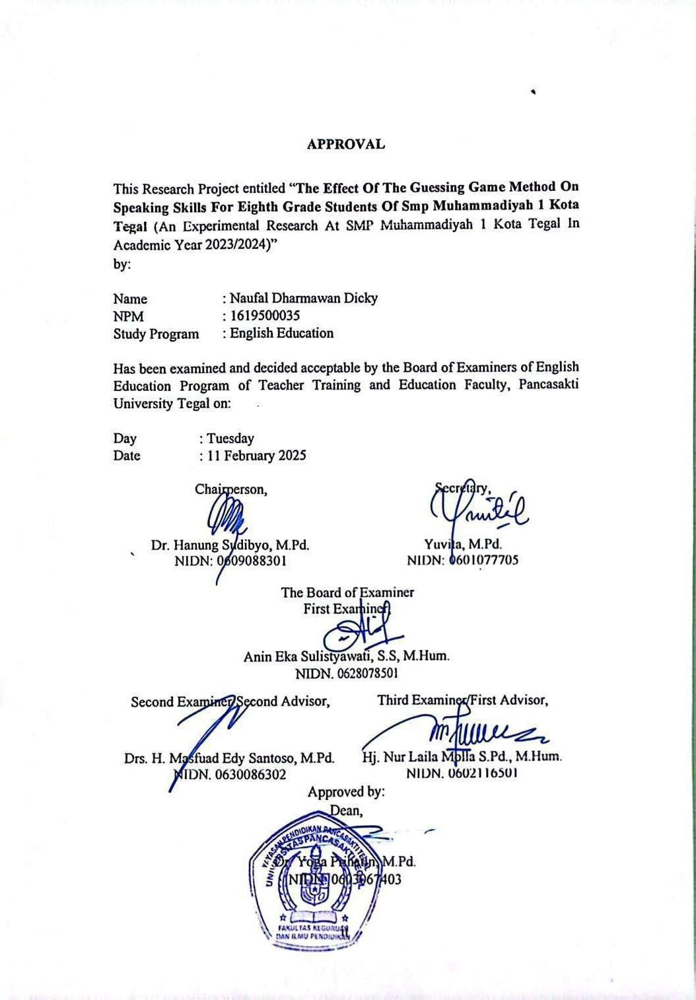 APPROVAL
This Research Project entitled “The Effect Of The Guessing Game Method On
Speaking Skills For Eighth Grade Students Of Smp Muhammadiyah 1 Kota
Tegal (An Experimental Research At SMP Muhammadiyah 1 Kota Tegal In
Academic Year 2023/2024)”
by:
Name : Naufal Dharmawan Dicky
NPM : 1619500035
Study Program : English Education
Has been examined and decided acceptable by the Board of Examiners of English
Education Program of Teacher Training and Education Faculty, Pancasakti
University Tegal on:
Day : Tuesday
Date : 11 February 2025
Chairperson, Secretary,
Dr. Hanung Sudibyo, M.Pd. Yuvita, M.Pd.
NIDN: 0609088301 NIDN: 0601077705
The Board of Examiner
First Examiner,
Anin Eka Sulistyawati, S.S, M.Hum.
NIDN. 0628078501
Second Examiner/Second Advisor, Third Examiner/First Advisor,
Drs. H. Masfuad Edy Santoso, M.Pd. Hj. Nur Laila Molla S.Pd., M.Hum.
NIDN. 0630086302 NIDN. 0602116501
Approved by:
Dean,
YAYASAN PENDIDIKAN PANCASAKTI TEGAL
UNIVERSITAS PANCASAKTI TEGAL
Dr. Yoga Prihatin, M.Pd.
NIDN. 0603067403
FAKULTAS KEGURUAN
DAN ILMU PENDIDIKAN
ii